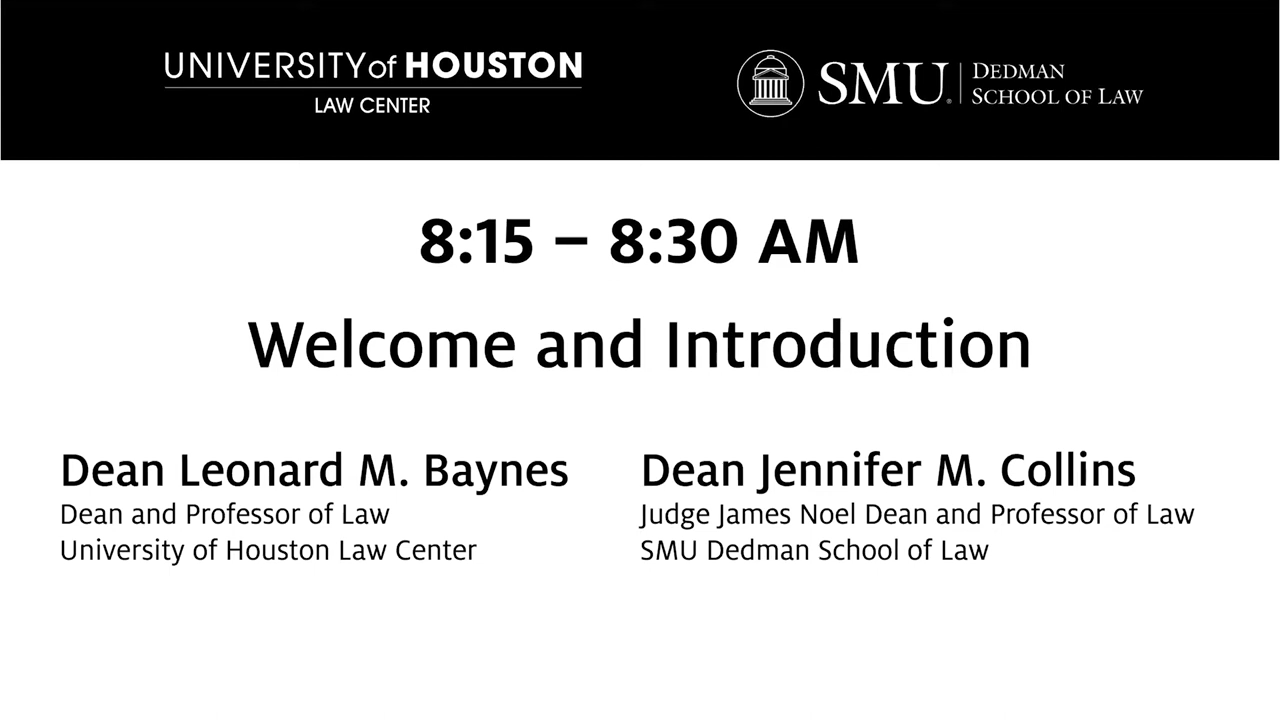 UNIVERSITY of HOUSTON
LAW CENTER
SMU DEDMAN
SCHOOL OF LAW
8:15 – 8:30 AM
Welcome and Introduction
Dean Leonard M. Baynes
Dean and Professor of Law
University of Houston Law Center
Dean Jennifer M. Collins
Judge James Noel Dean and Professor of Law
SMU Dedman School of Law